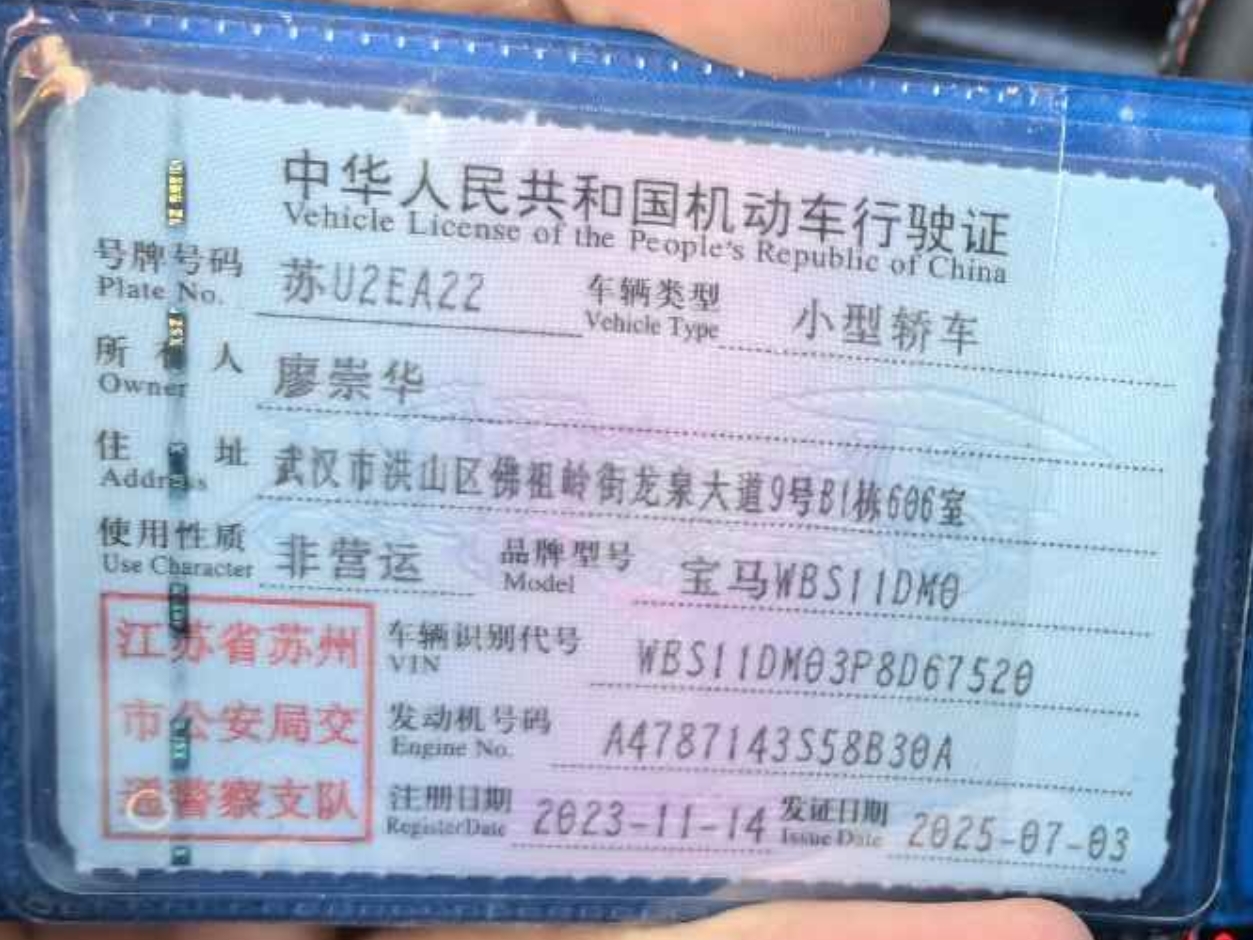 中华人民共和国机动车行驶证
Vehicle License of the People's Republic of China
号牌号码 苏U2EA22 车辆类型 小型轿车
Plate No. Vehicle Type
所有人 廖崇华
Owner
住址 武汉市洪山区佛祖岭街龙泉大道9号B1栋606室
Address
使用性质 非营运 品牌型号 宝马WBS11DM0
Use Character Model
江苏省苏州
市公安局交
通警察支队
车辆识别代号 WBS11DM03P8D67520
VIN
发动机号码 A4787143S58B30A
Engine No.
注册日期 2023-11-14 发证日期 2025-07-03
RegisterDate Issue Date